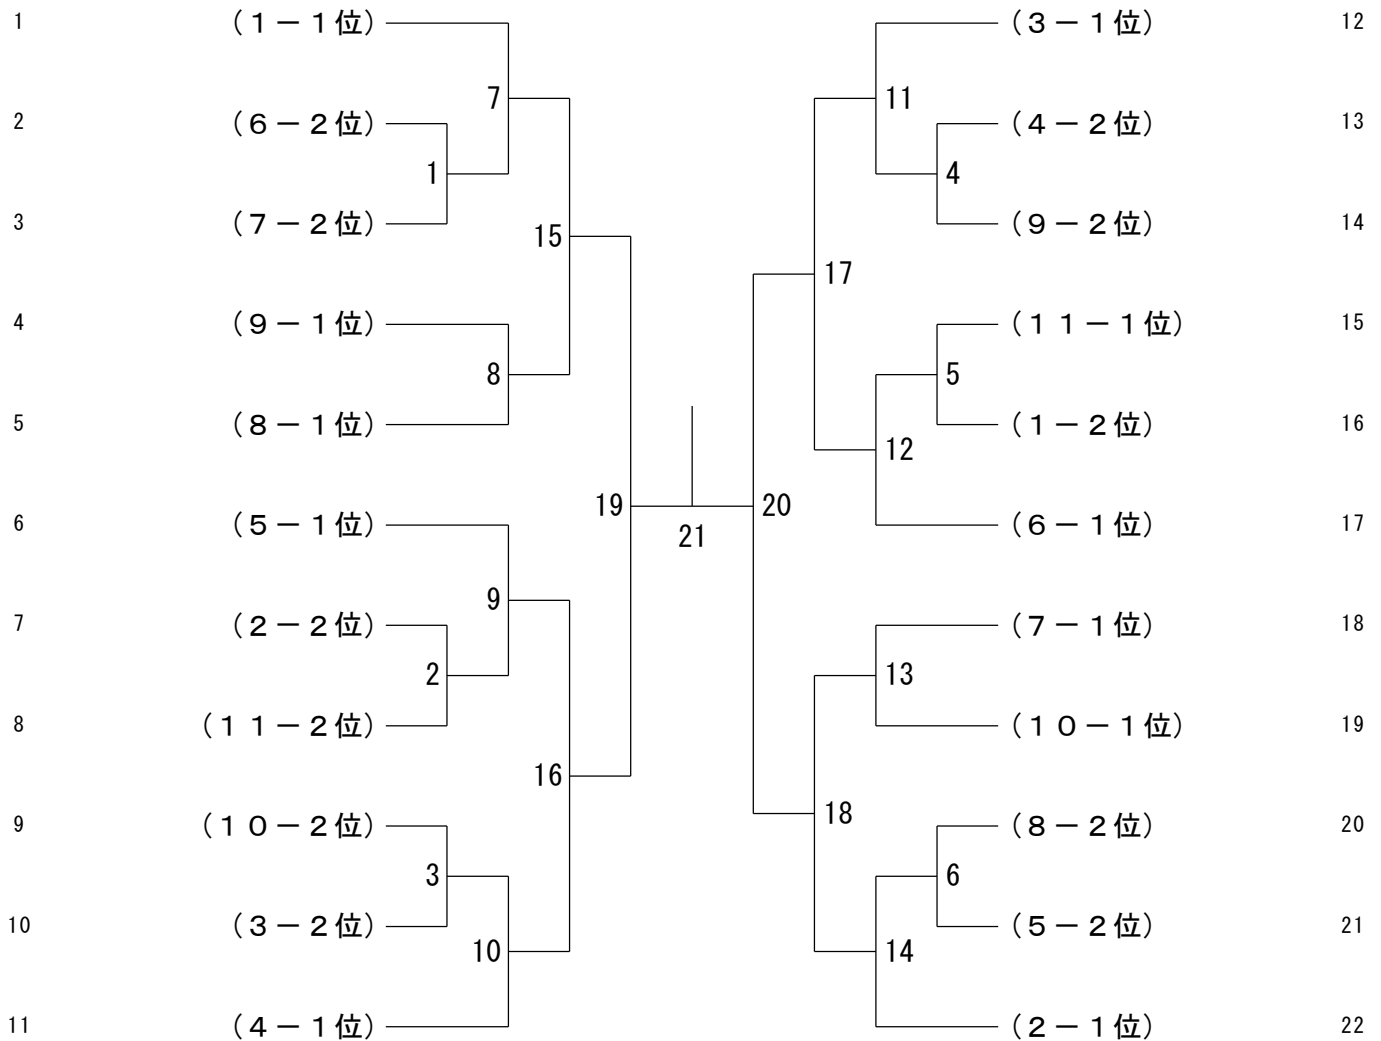 1 （１－１位） （３－１位） 12
7 11
2 （６－２位） （４－２位） 13
1 4
3 （７－２位） （９－２位） 14
15
17
4 （９－１位） （１１－１位） 15
8 5
5 （８－１位） （１－２位） 16
12
19 20
6 （５－１位） （６－１位） 17
21
9
7 （２－２位） （７－１位） 18
2 13
8 （１１－２位） （１０－１位） 19
16
18
9 （１０－２位） （８－２位） 20
3 6
10 （３－２位） （５－２位） 21
10 14
11 （４－１位） （２－１位） 22